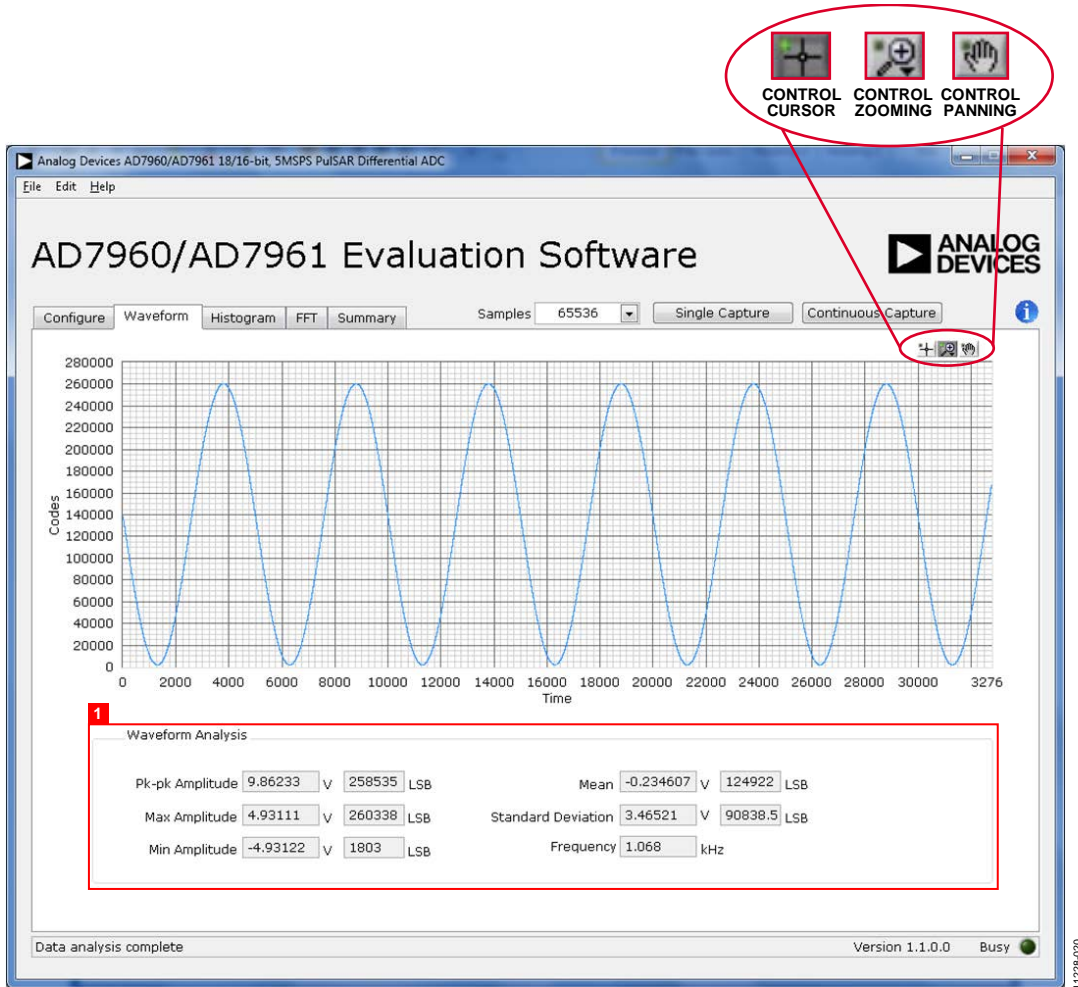 CONTROL CURSOR
CONTROL ZOOMING
CONTROL PANNING
Analog Devices AD7960/AD7961 18/16-bit, 5MSPS PulSAR Differential ADC
File Edit Help
AD7960/AD7961 Evaluation Software
ANALOG DEVICES
Configure Waveform Histogram FFT Summary
Samples 65536 Single Capture Continuous Capture
280000
260000
240000
220000
200000
180000
160000
140000
120000
100000
80000
60000
40000
20000
0
Codes
0 2000 4000 6000 8000 10000 12000 14000 16000 18000 20000 22000 24000 26000 28000 30000 3276
Time
1
Waveform Analysis
Pk-pk Amplitude 9.86233 V 258535 LSB
Max Amplitude 4.93111 V 260338 LSB
Min Amplitude -4.93122 V 1803 LSB
Mean -0.234607 V 124922 LSB
Standard Deviation 3.46521 V 90838.5 LSB
Frequency 1.068 kHz
Data analysis complete
Version 1.1.0.0 Busy
11228-020